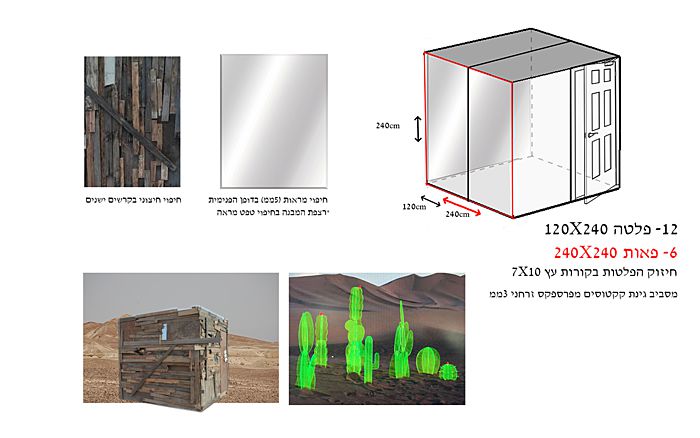 240cm
120cm
240cm
חיפוי חיצוני בקרשים ישנים
חיפוי מראות (5ממ) בדופן הפנימית
ירצפת המבנה בחיפוי טפט מראה
12- פלטה 120X240
6- פאות 240X240
חיזוק הפלטות בקורות עץ 7X10
מסביב גינת קקטוסים מפרספקס זרחני 3ממ